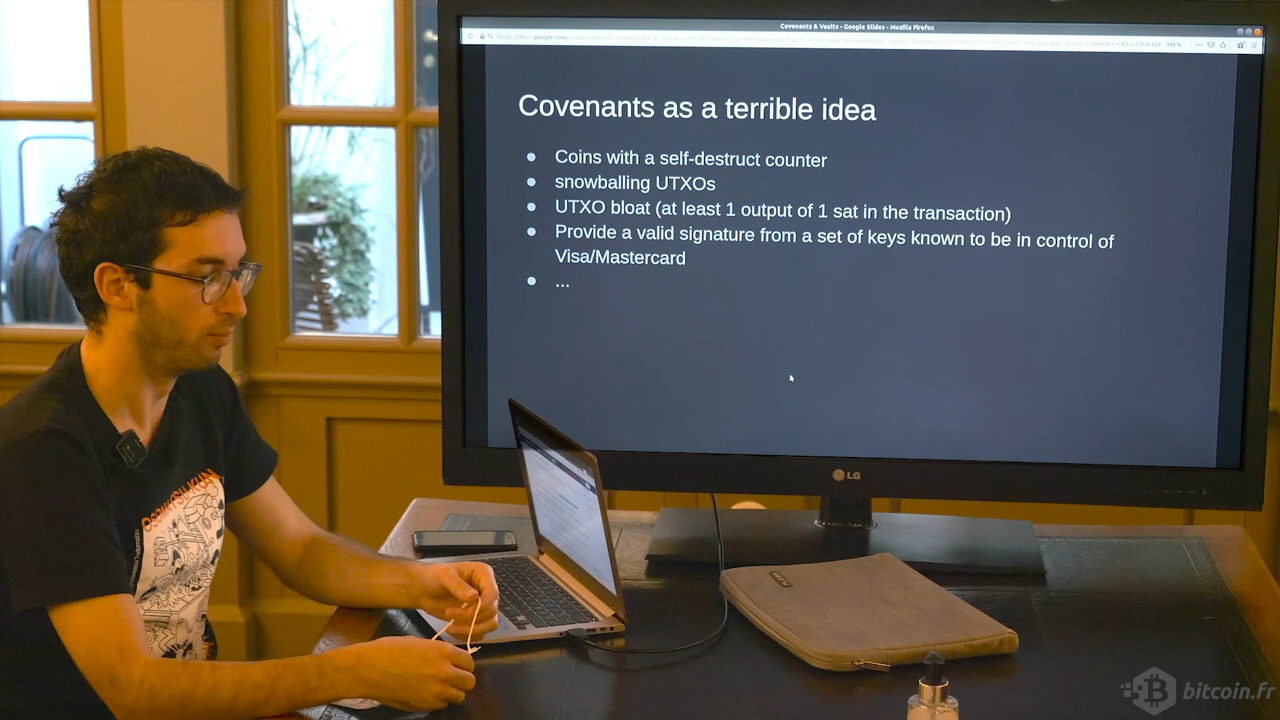 Covenants & Vaults - Google Slides - Mozilla Firefox
Covenants as a terrible idea
● Coins with a self-destruct counter
● snowballing UTXOs
● UTXO bloat (at least 1 output of 1 sat in the transaction)
● Provide a valid signature from a set of keys known to be in control of
Visa/Mastercard
● ...
LG
bitcoin.fr